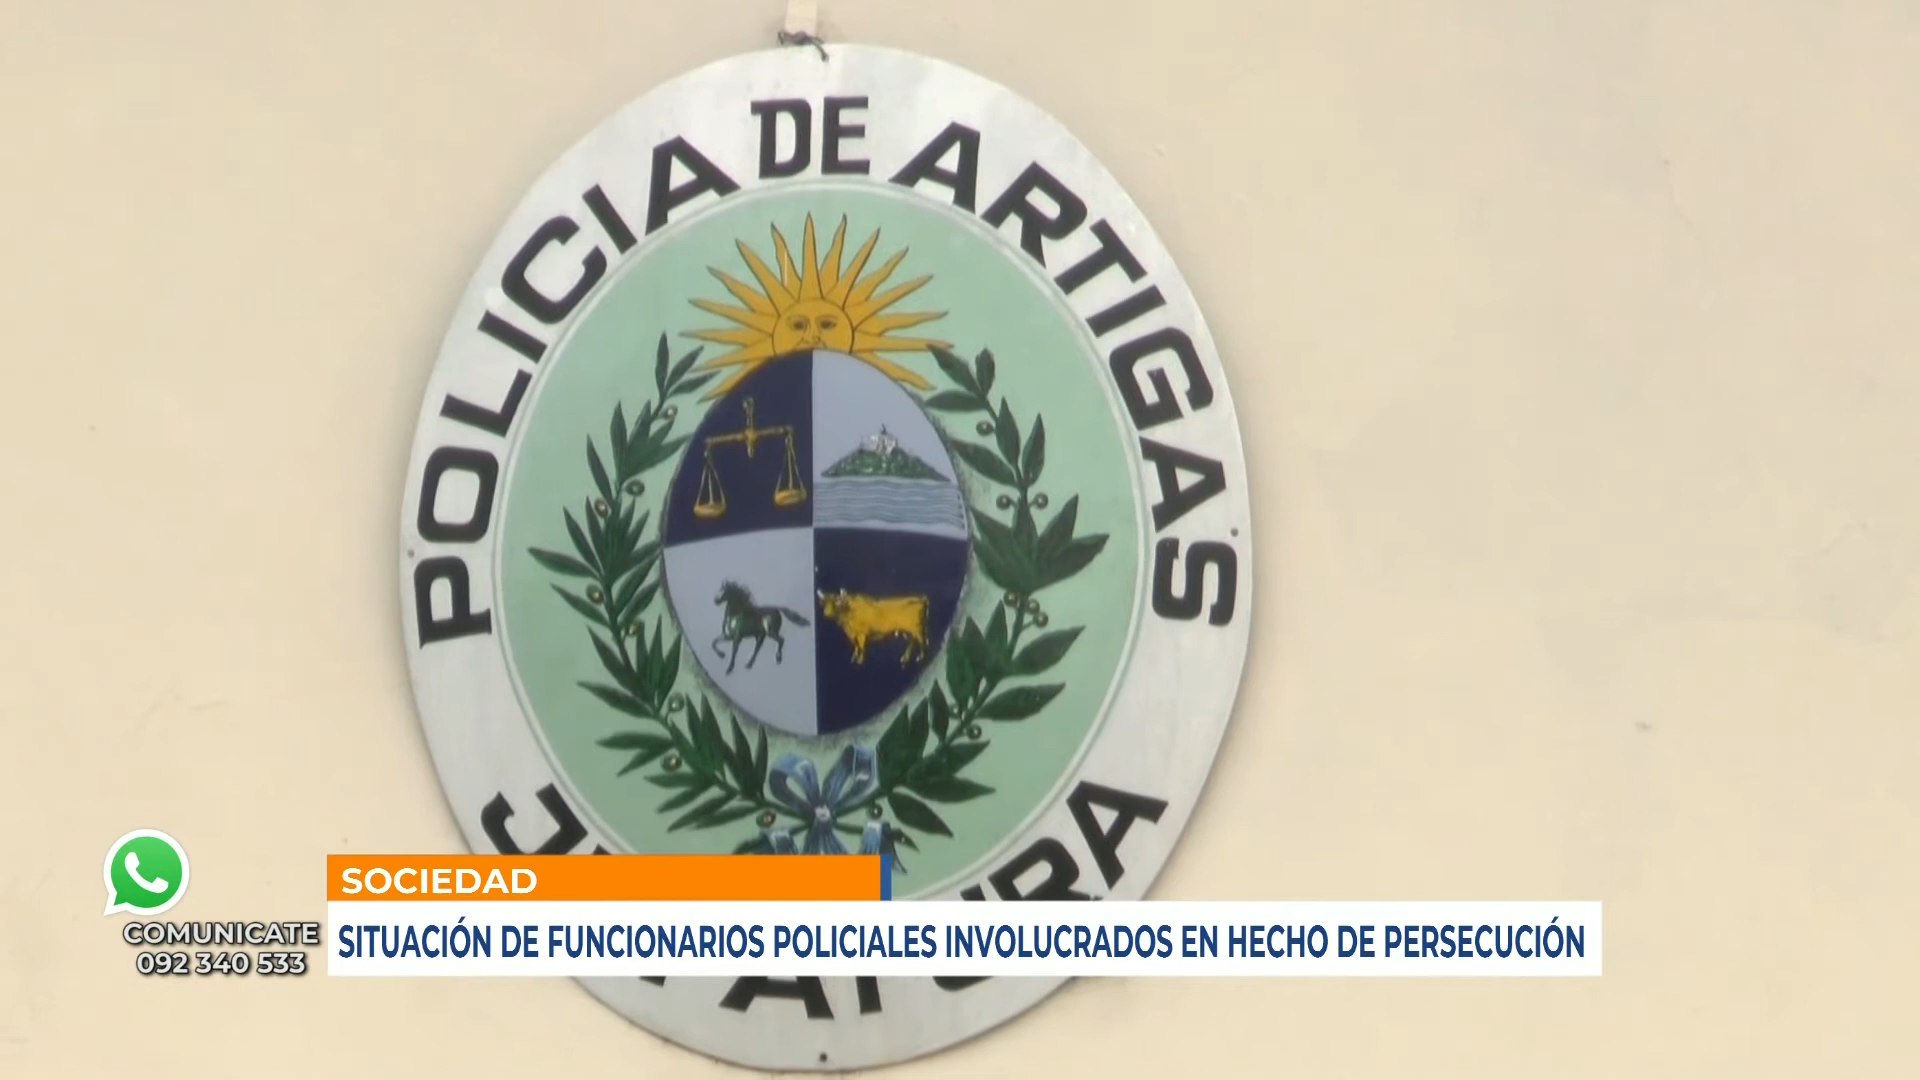 POLICIA DE ARTIGAS
SOCIEDAD
COMUNICATE
092 340 533
SITUACIÓN DE FUNCIONARIOS POLICIALES INVOLUCRADOS EN HECHO DE PERSECUCIÓN